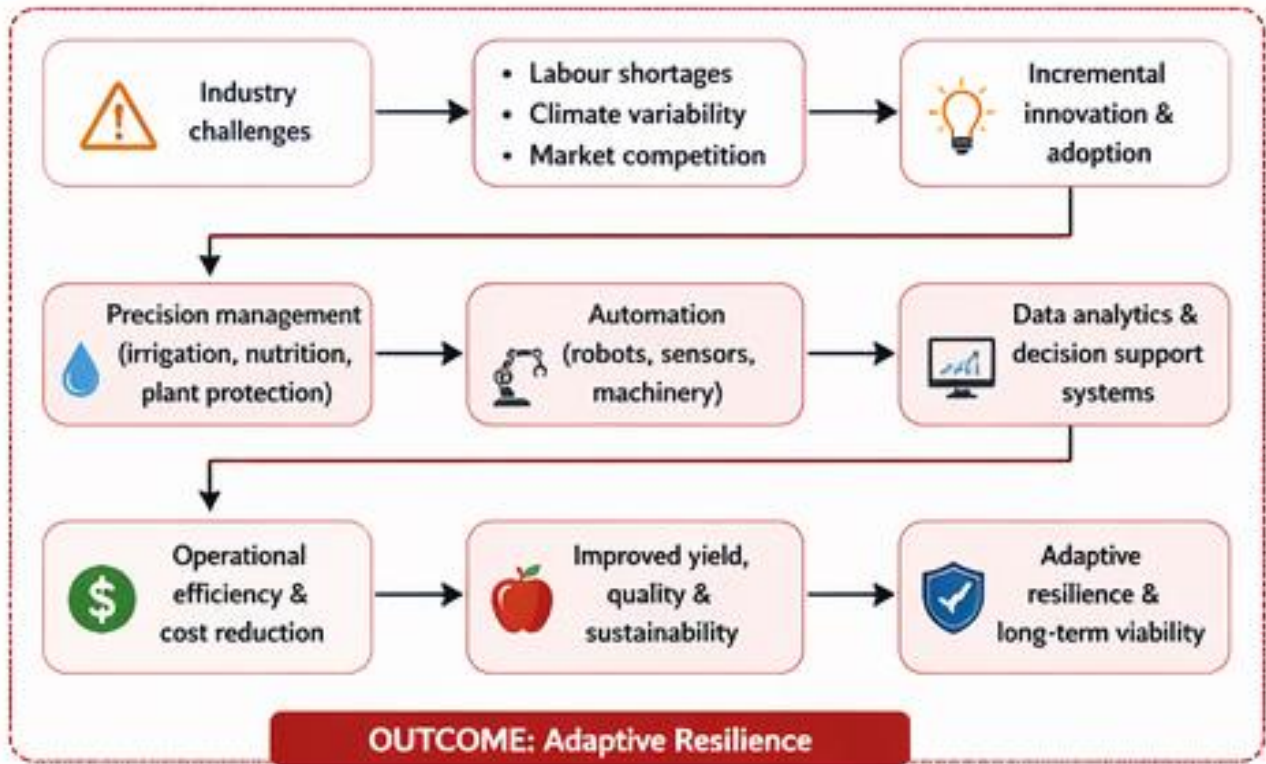 Industry
challenges
• Labour shortages
• Climate variability
• Market competition
Incremental
innovation &
adoption
Precision management
(irrigation, nutrition,
plant protection)
Automation
(robots, sensors,
machinery)
Data analytics &
decision support
systems
Operational
efficiency &
cost reduction
Improved yield,
quality &
sustainability
Adaptive
resilience &
long-term viability
OUTCOME: Adaptive Resilience